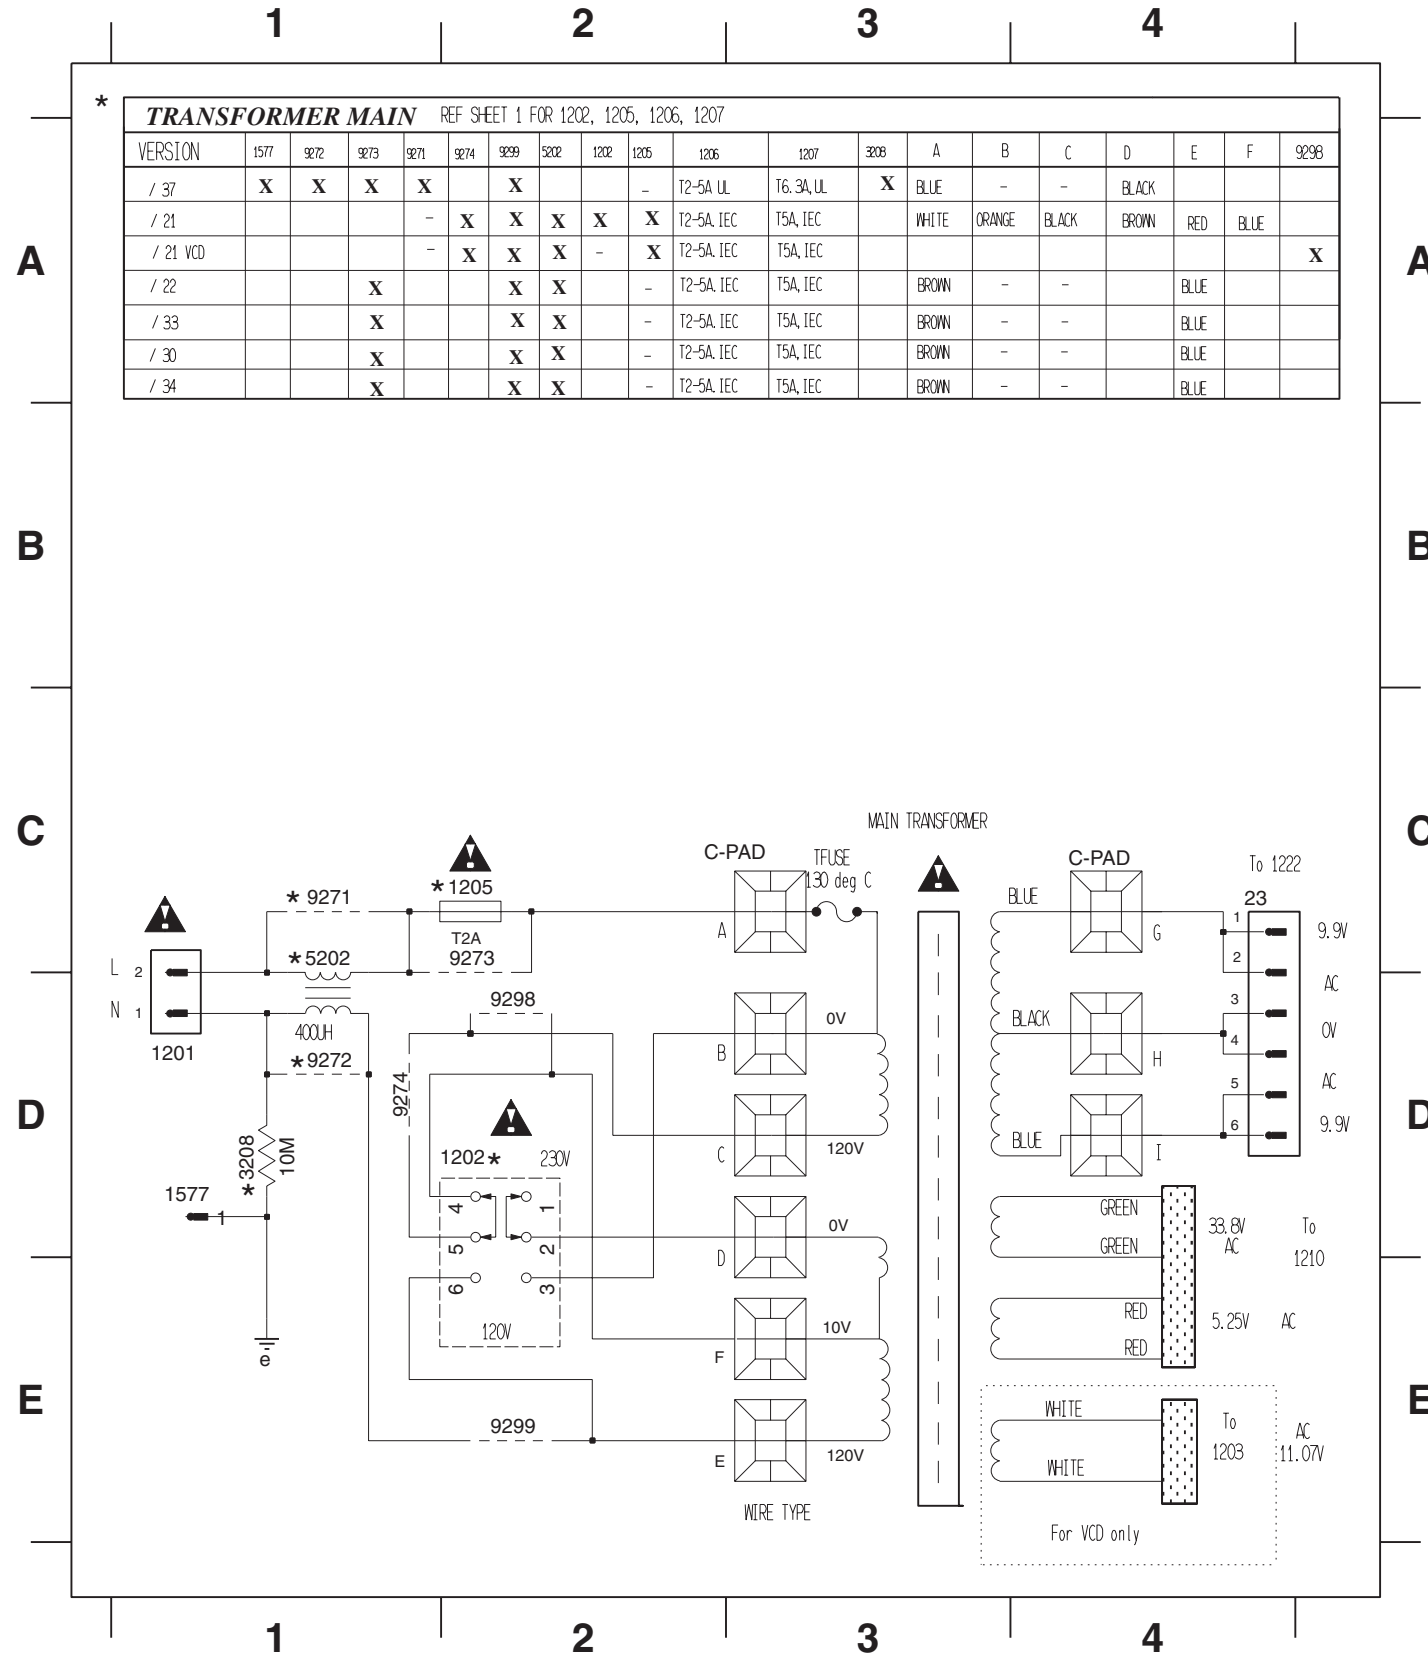 1 2 3 4
*
TRANSFORMER MAIN REF SHEET 1 FOR 1202, 1205, 1206, 1207
VERSION 1577 9272 9273 9271 9274 9299 5202 1202 1205 1206 1207 3208 A B C D E F 9298
/ 37 X X X X X – T2-5A UL T6.3A,UL X BLUE – – BLACK
/ 21 – X X X X X T2-5A.IEC T5A,IEC WHITE ORANGE BLACK BROWN RED BLUE
/ 21 VCD – X X X – X T2-5A.IEC T5A,IEC X
/ 22 X X X – T2-5A.IEC T5A,IEC BROWN – – BLUE
/ 33 X X X – T2-5A.IEC T5A,IEC BROWN – – BLUE
/ 30 X X X – T2-5A.IEC T5A,IEC BROWN – – BLUE
/ 34 X X X – T2-5A.IEC T5A,IEC BROWN – – BLUE
A A
B B
C C
MAIN TRANSFORMER
C-PAD TFUSE C-PAD To 1222
130 deg C
* 9271 * 1205 BLUE 23
T2A A G 1 9.9V
* 5202 9273 2
L 2 AC
9298 3
N 1 400UH 0V BLACK 0V
1201 * 9272 B H 4
9274 5 AC
D D
*3208 10M 1202 * 230V C 120V BLUE I 6 9.9V
1577 1 4 1 GREEN
5 2 0V 33.8V To
D GREEN AC 1210
6 3
120V 10V RED 5.25V AC
F RED
e
E E
9299 WHITE To AC
E 120V WHITE 1203 11.07V
WIRE TYPE
For VCD only
1 2 3 4